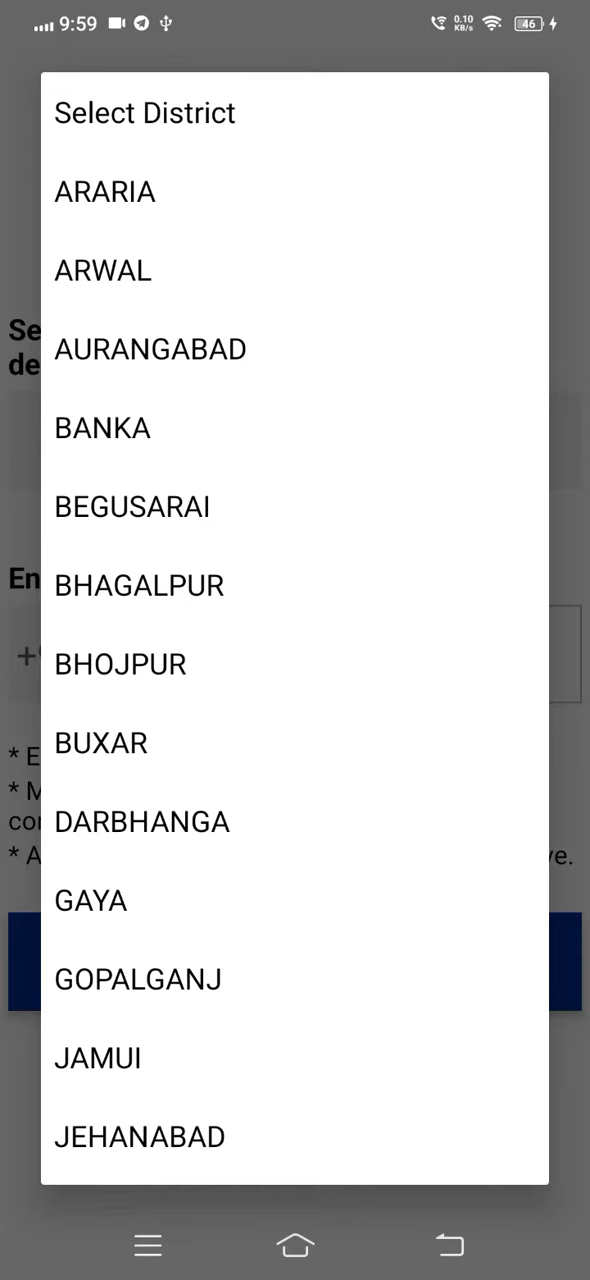 9:59
0.10
KB/s
46
Select District
ARARIA
ARWAL
AURANGABAD
BANKA
BEGUSARAI
BHAGALPUR
BHOJPUR
BUXAR
DARBHANGA
GAYA
GOPALGANJ
JAMUI
JEHANABAD